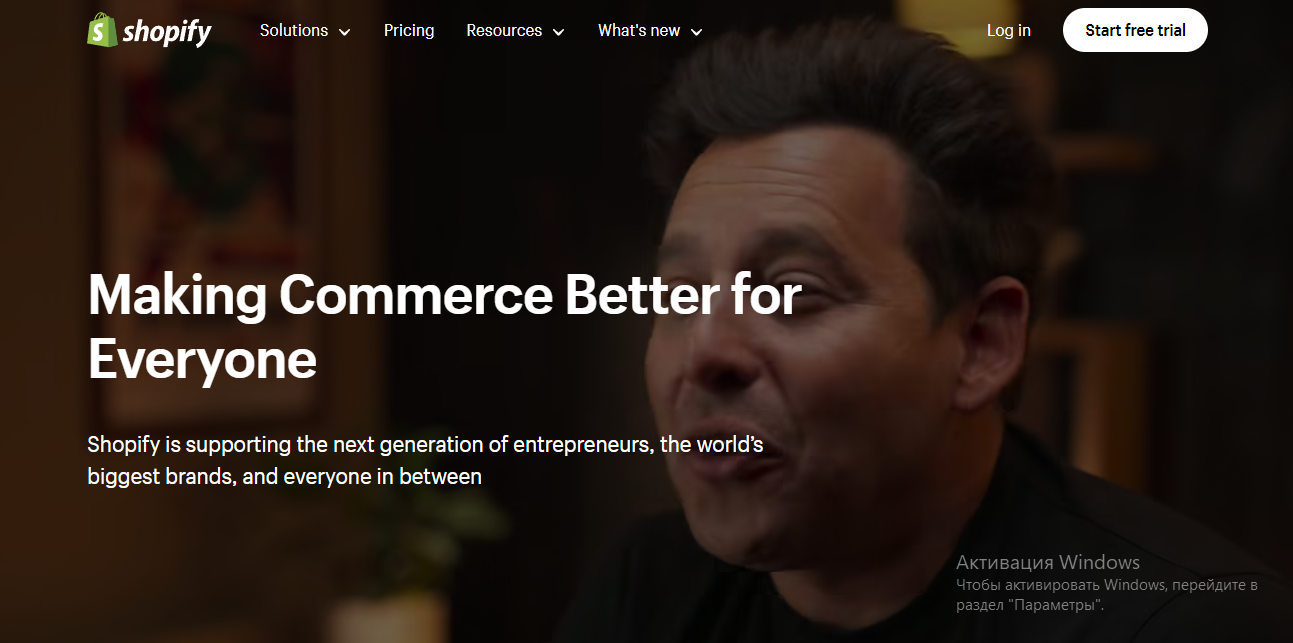 shopify
Solutions
Pricing
Resources
What's new
Log in
Start free trial
Making Commerce Better for
Everyone
Shopify is supporting the next generation of entrepreneurs, the world’s
biggest brands, and everyone in between
Активация Windows
Чтобы активировать Windows, перейдите в
раздел "Параметры".